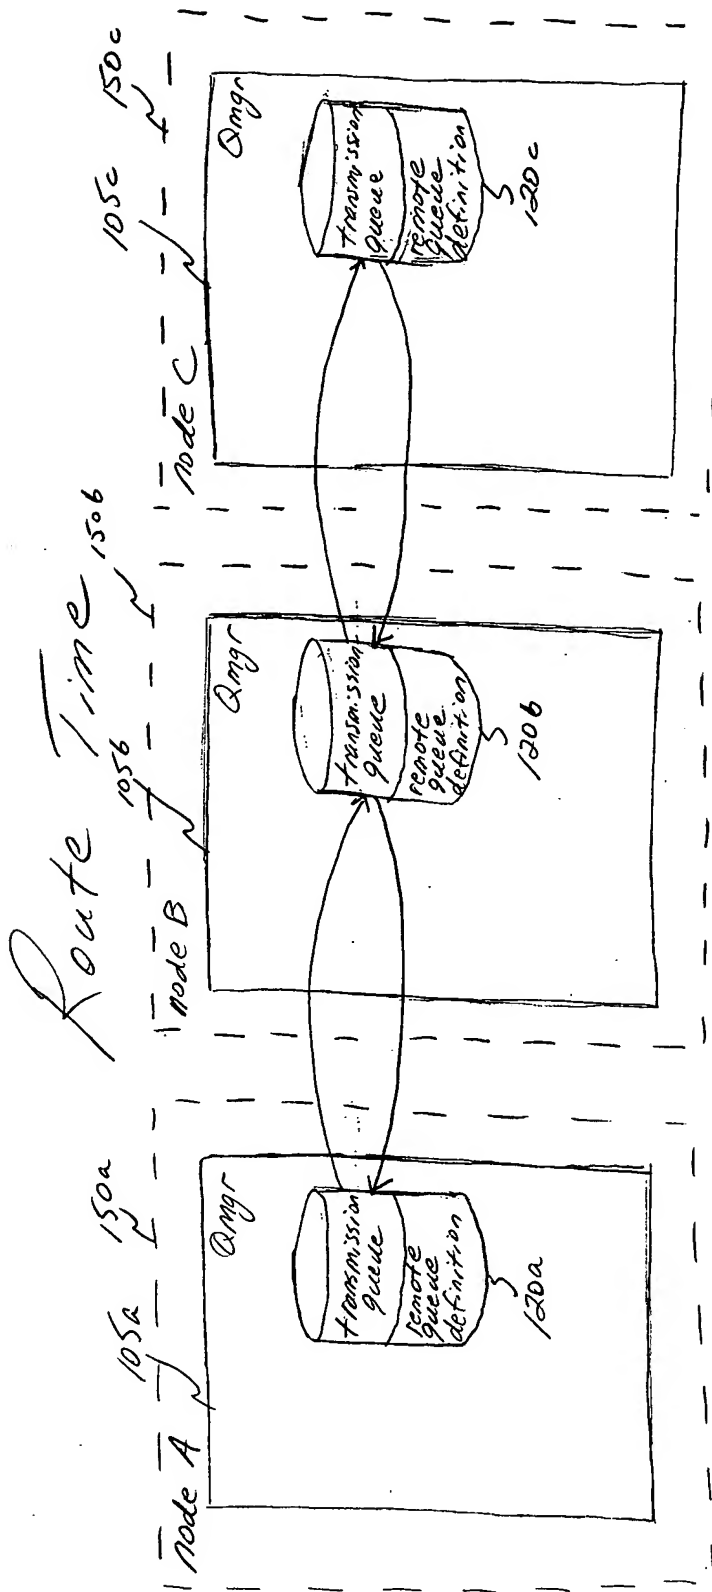 Route Time
150a
105a
node A
Qmgr
transmission
queue
remote
queue
definition
120a
150b
105b
node B
Qmgr
transmission
queue
remote
queue
definition
120b
150c
105c
node C
Qmgr
transmission
queue
remote
queue
definition
120c